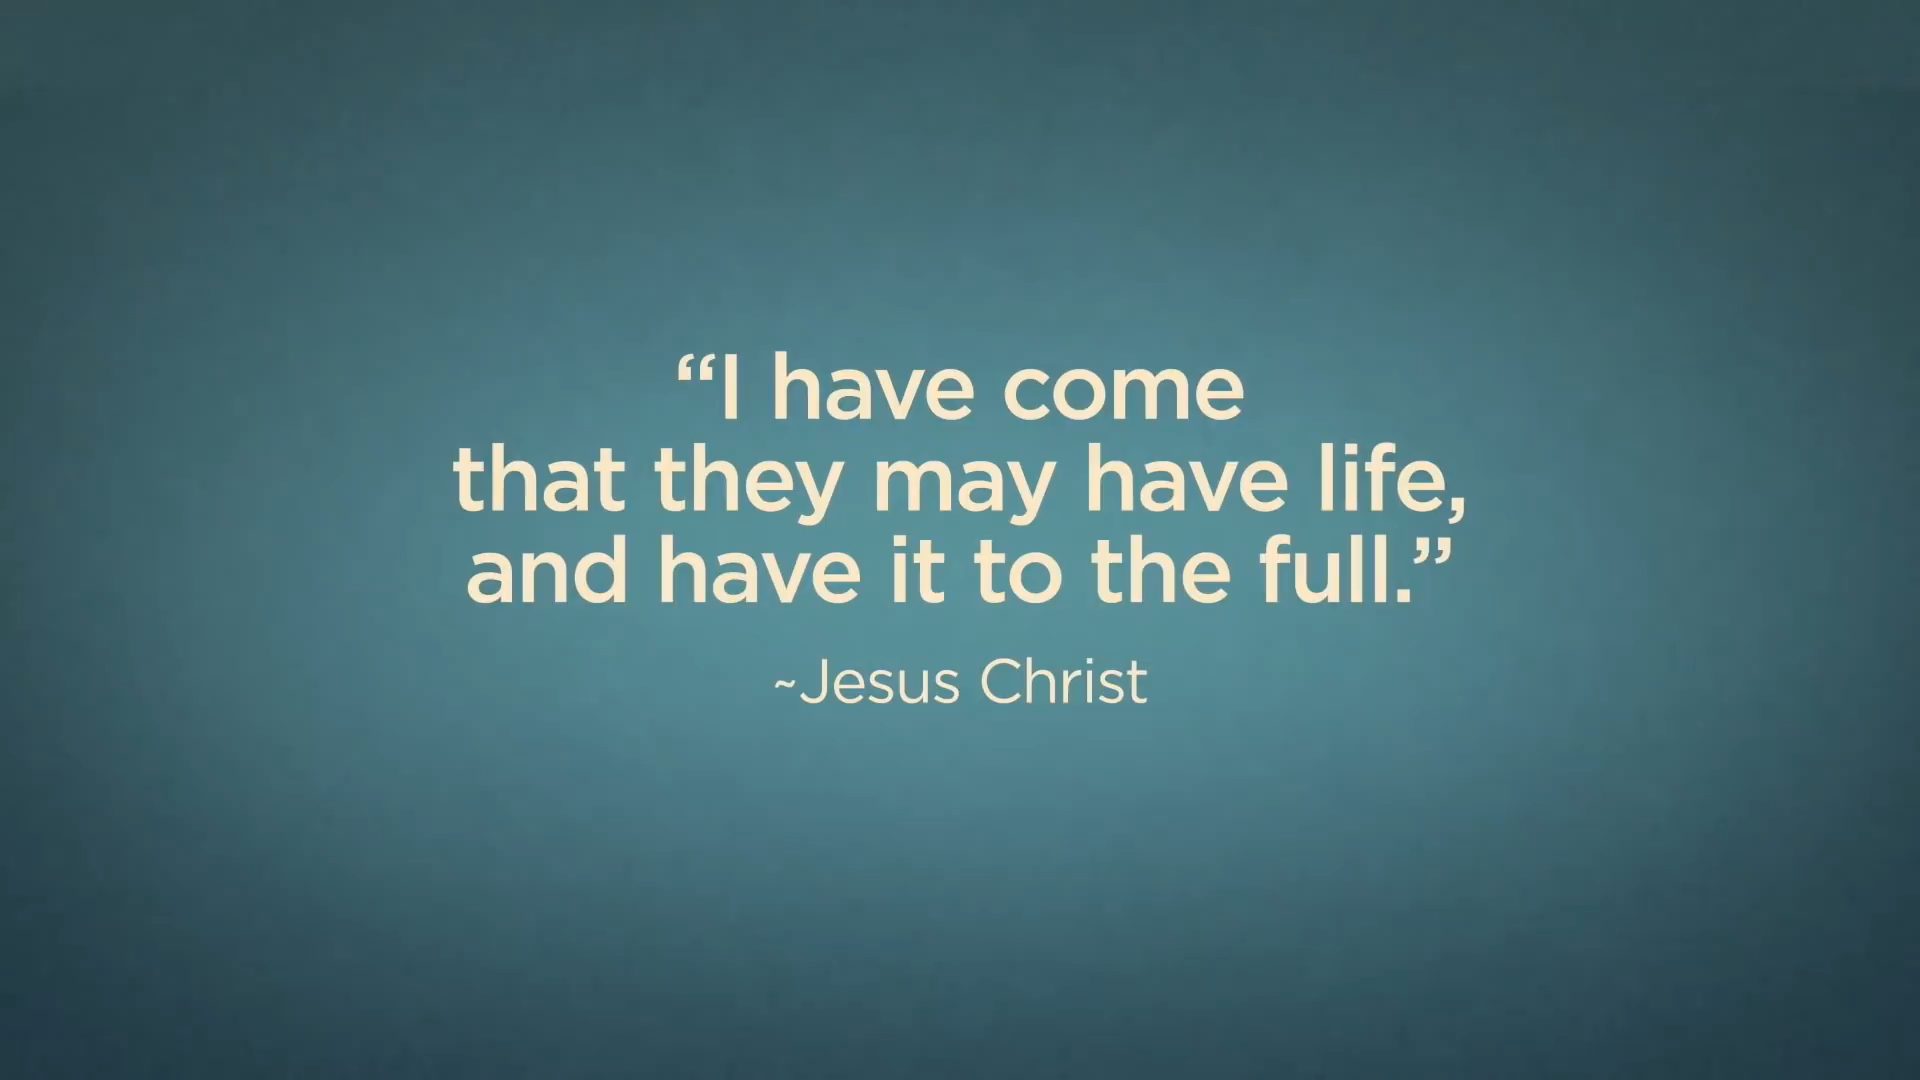 “I have come
that they may have life,
and have it to the full.”
~Jesus Christ